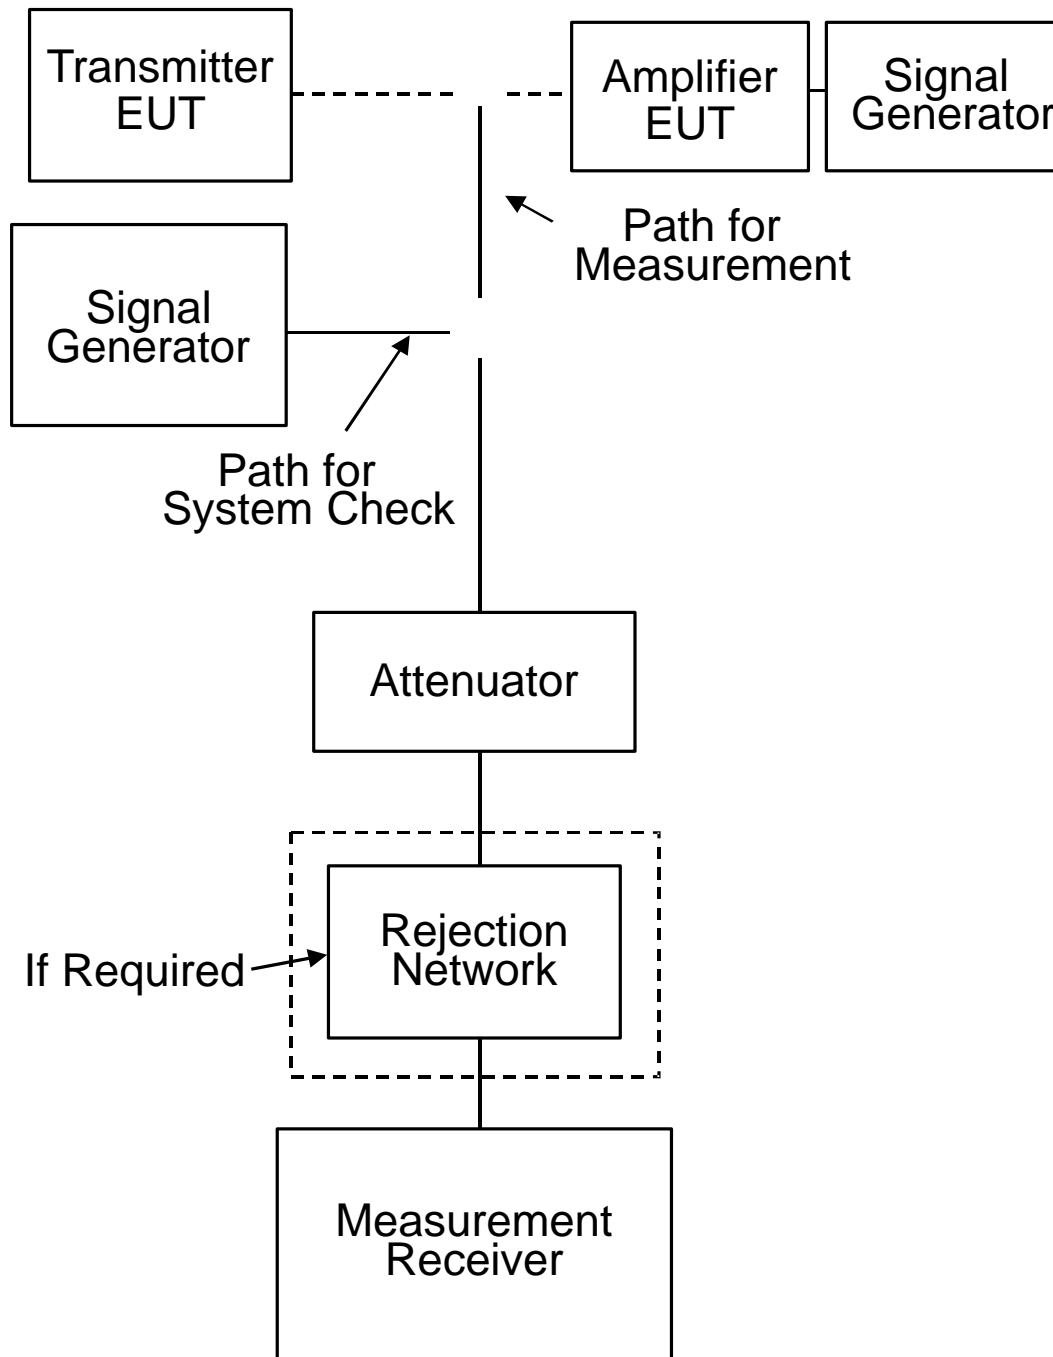 Transmitter
EUT
Amplifier
EUT
Signal
Generator
Path for
Measurement
Signal
Generator
Path for
System Check
Attenuator
Rejection
Network
If Required
Measurement
Receiver